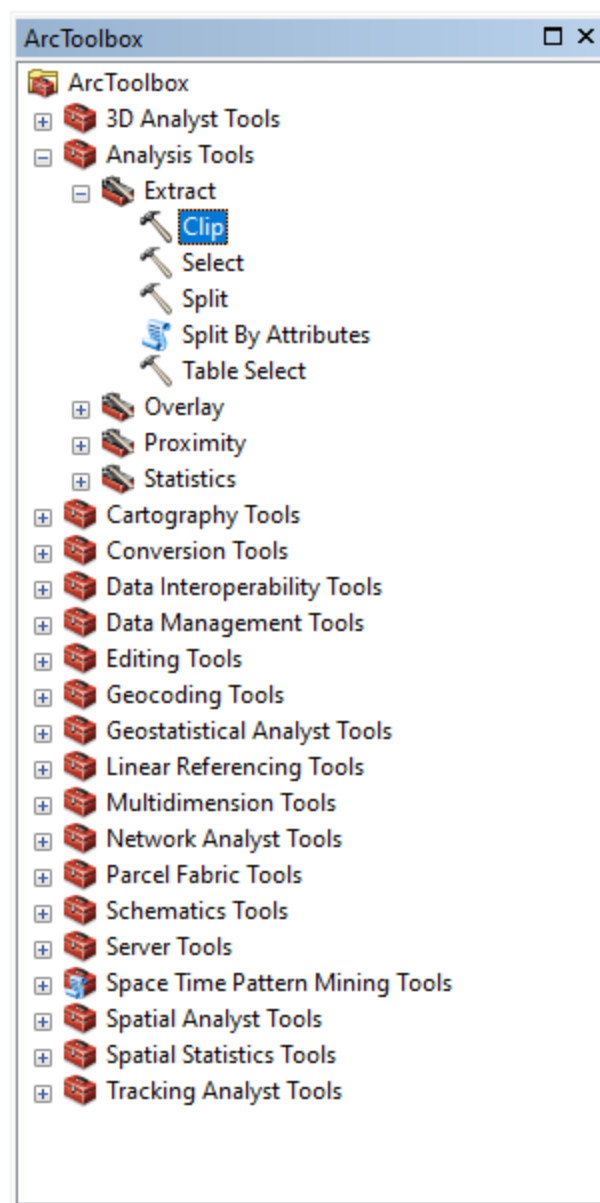 ArcToolbox
ArcToolbox
3D Analyst Tools
Analysis Tools
Extract
Clip
Select
Split
Split By Attributes
Table Select
Overlay
Proximity
Statistics
Cartography Tools
Conversion Tools
Data Interoperability Tools
Data Management Tools
Editing Tools
Geocoding Tools
Geostatistical Analyst Tools
Linear Referencing Tools
Multidimension Tools
Network Analyst Tools
Parcel Fabric Tools
Schematics Tools
Server Tools
Space Time Pattern Mining Tools
Spatial Analyst Tools
Spatial Statistics Tools
Tracking Analyst Tools